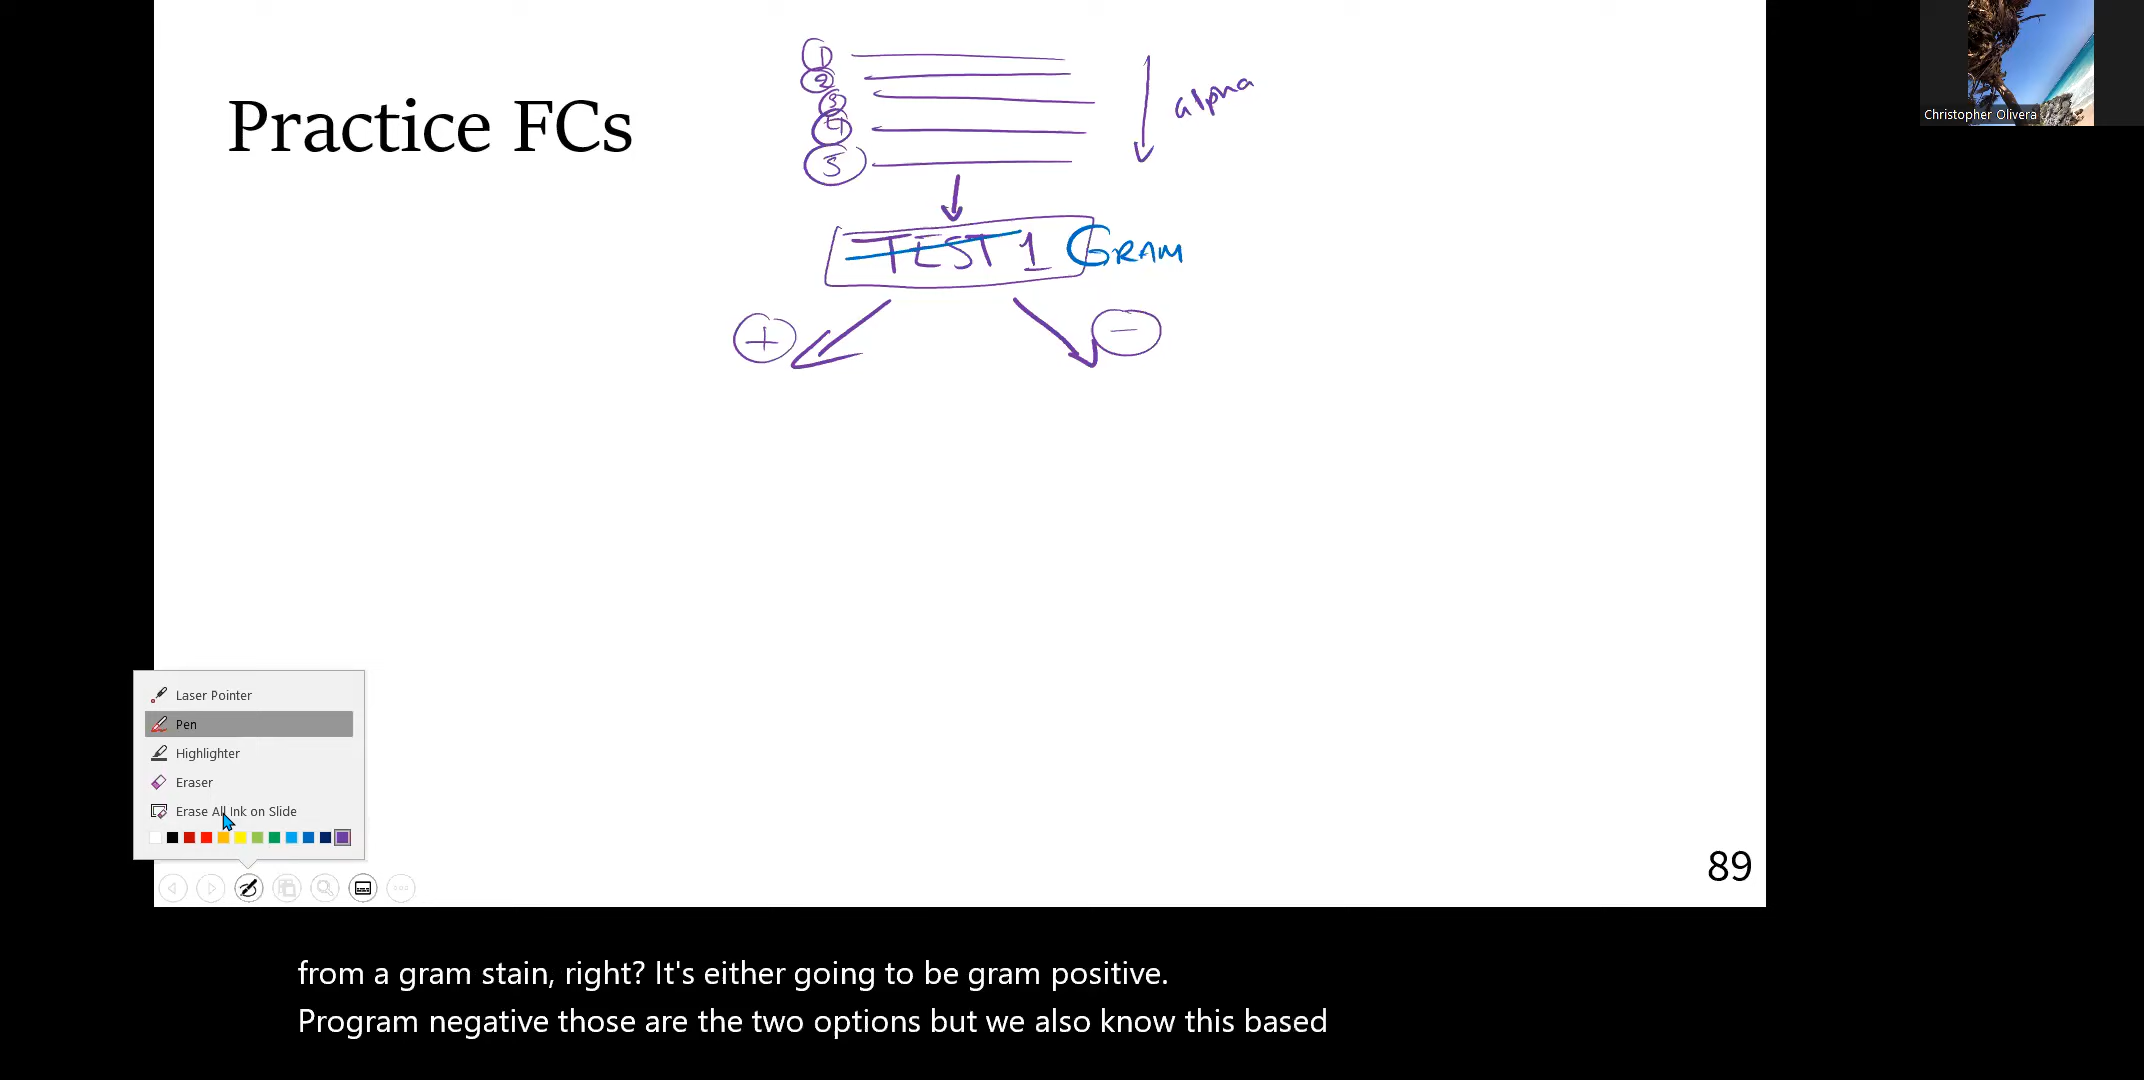 Practice FCs
1
2
3
4
5
alpha
TEST 1 GRAM
+
−
Christopher Olivera
Laser Pointer
Pen
Highlighter
Eraser
Erase All Ink on Slide
89
from a gram stain, right? It's either going to be gram positive.
Program negative those are the two options but we also know this based